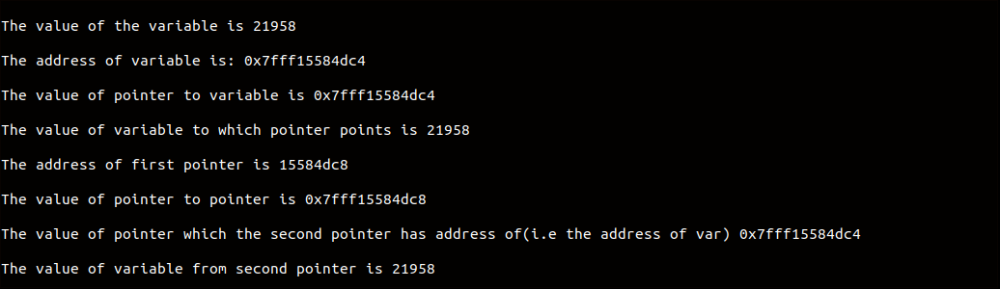 The value of the variable is 21958
The address of variable is: 0x7fff15584dc4
The value of pointer to variable is 0x7fff15584dc4
The value of variable to which pointer points is 21958
The address of first pointer is 15584dc8
The value of pointer to pointer is 0x7fff15584dc8
The value of pointer which the second pointer has address of(i.e the address of var) 0x7fff15584dc4
The value of variable from second pointer is 21958